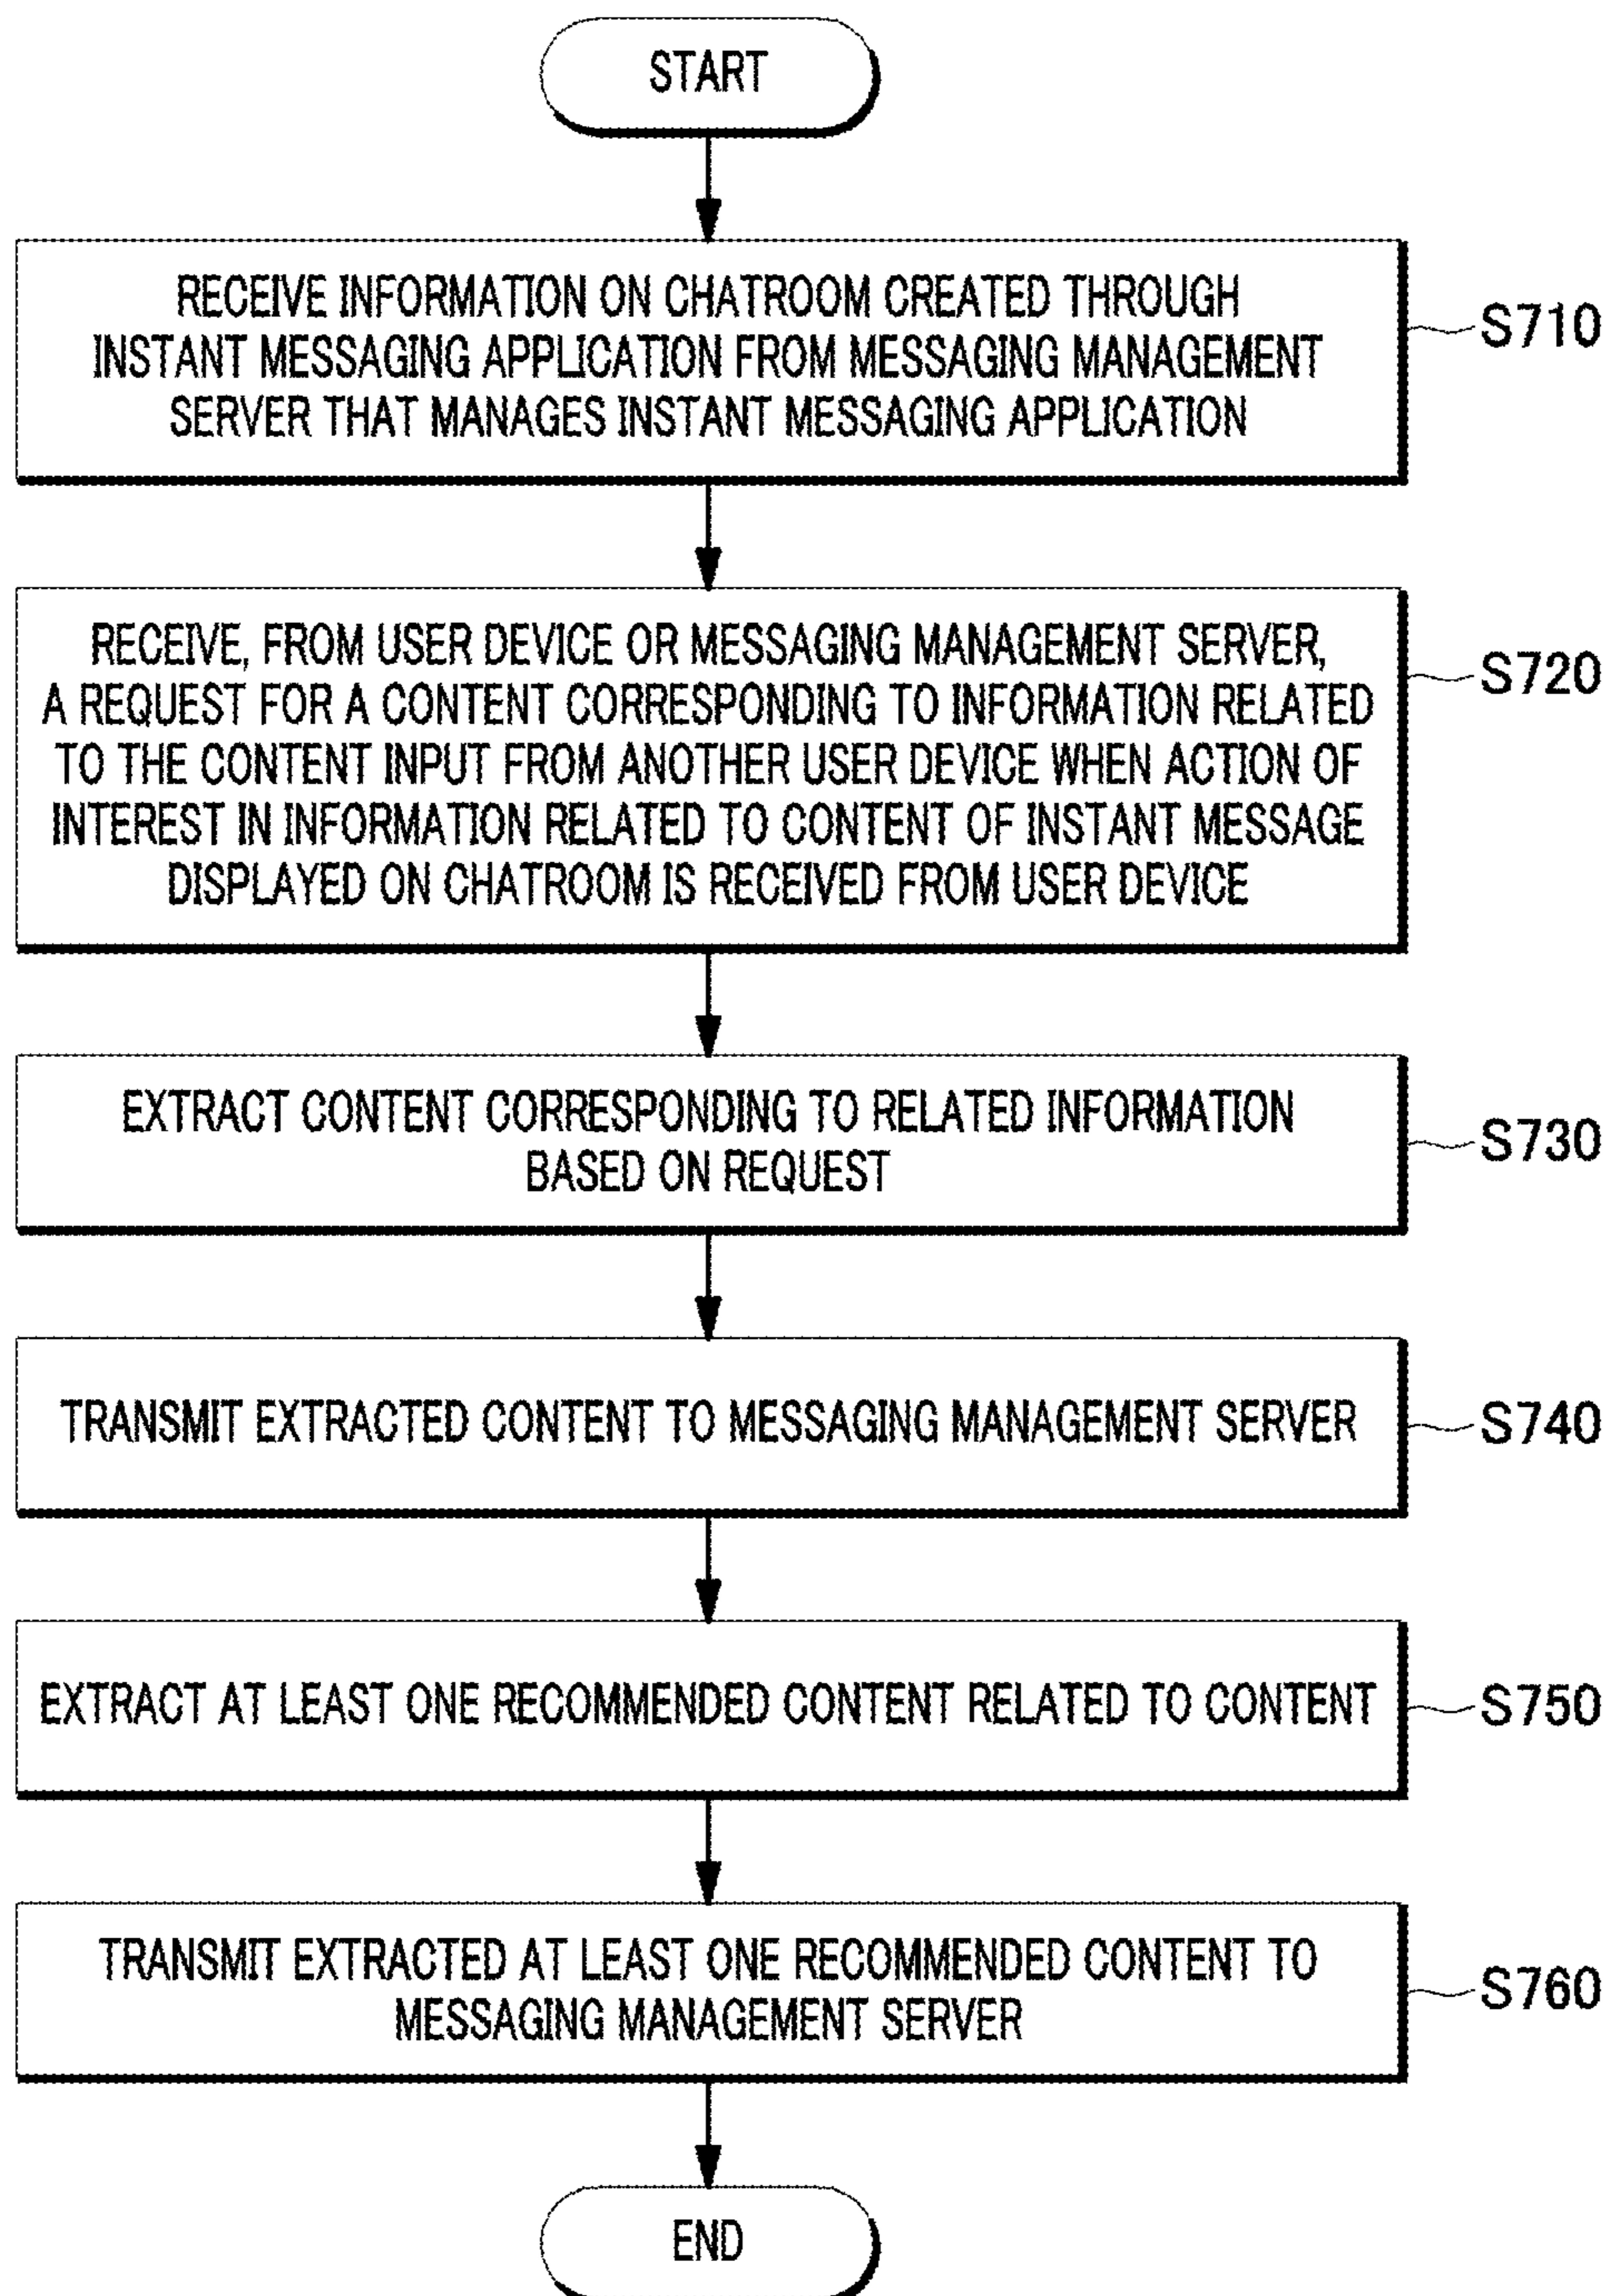 START
RECEIVE INFORMATION ON CHATROOM CREATED THROUGH
INSTANT MESSAGING APPLICATION FROM MESSAGING MANAGEMENT
SERVER THAT MANAGES INSTANT MESSAGING APPLICATION
S710
RECEIVE, FROM USER DEVICE OR MESSAGING MANAGEMENT SERVER,
A REQUEST FOR A CONTENT CORRESPONDING TO INFORMATION RELATED
TO THE CONTENT INPUT FROM ANOTHER USER DEVICE WHEN ACTION OF
INTEREST IN INFORMATION RELATED TO CONTENT OF INSTANT MESSAGE
DISPLAYED ON CHATROOM IS RECEIVED FROM USER DEVICE
S720
EXTRACT CONTENT CORRESPONDING TO RELATED INFORMATION
BASED ON REQUEST
S730
TRANSMIT EXTRACTED CONTENT TO MESSAGING MANAGEMENT SERVER
S740
EXTRACT AT LEAST ONE RECOMMENDED CONTENT RELATED TO CONTENT
S750
TRANSMIT EXTRACTED AT LEAST ONE RECOMMENDED CONTENT TO
MESSAGING MANAGEMENT SERVER
S760
END